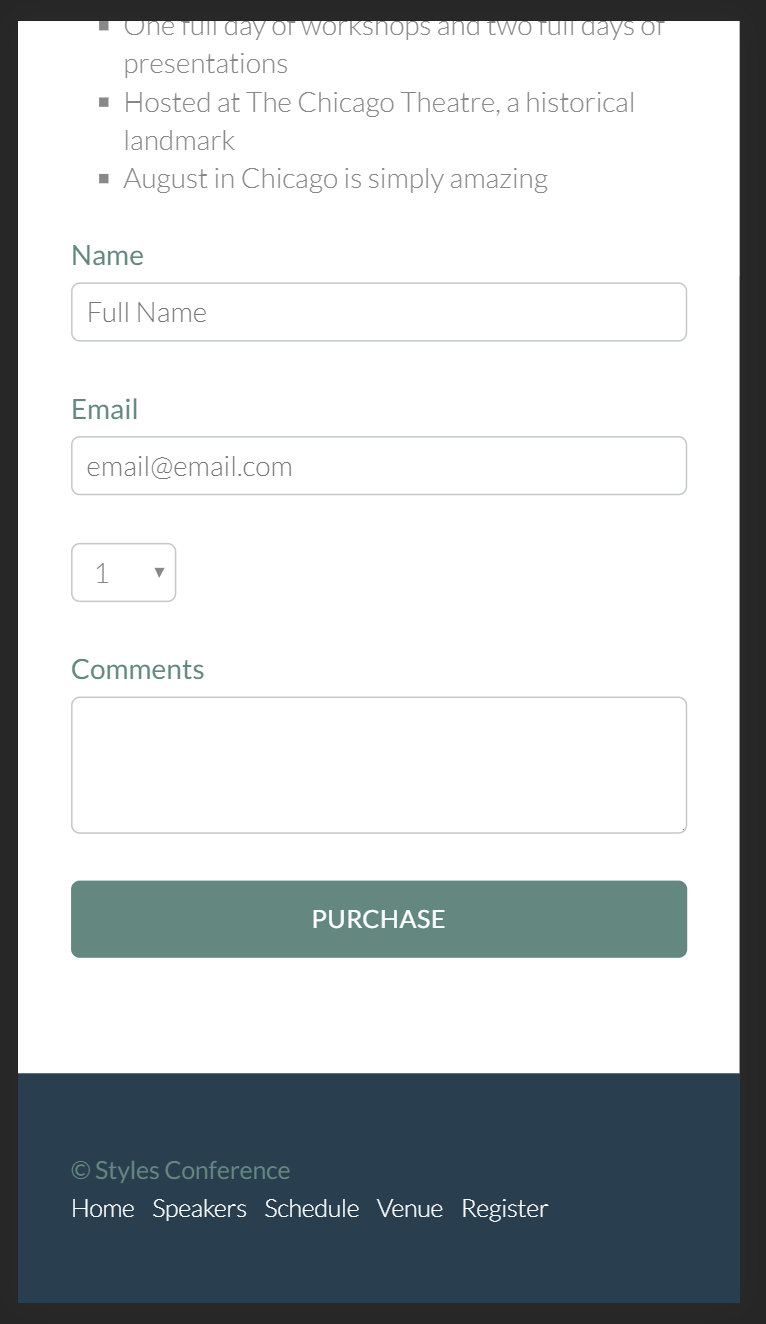 One full day of workshops and two full days of
presentations
Hosted at The Chicago Theatre, a historical
landmark
August in Chicago is simply amazing
Name
Full Name
Email
email@email.com
1
Comments
PURCHASE
© Styles Conference
Home Speakers Schedule Venue Register